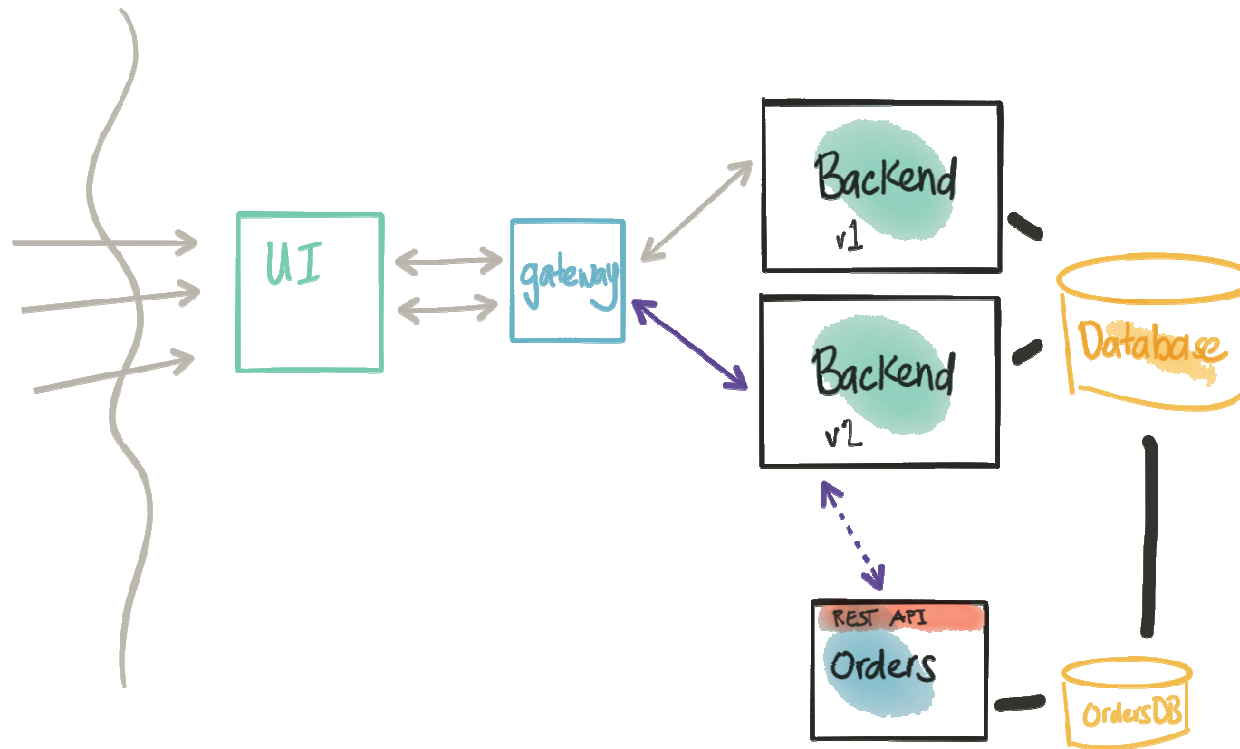 UI
gateway
Backend
v1
Backend
v2
Database
REST API
Orders
OrdersDB